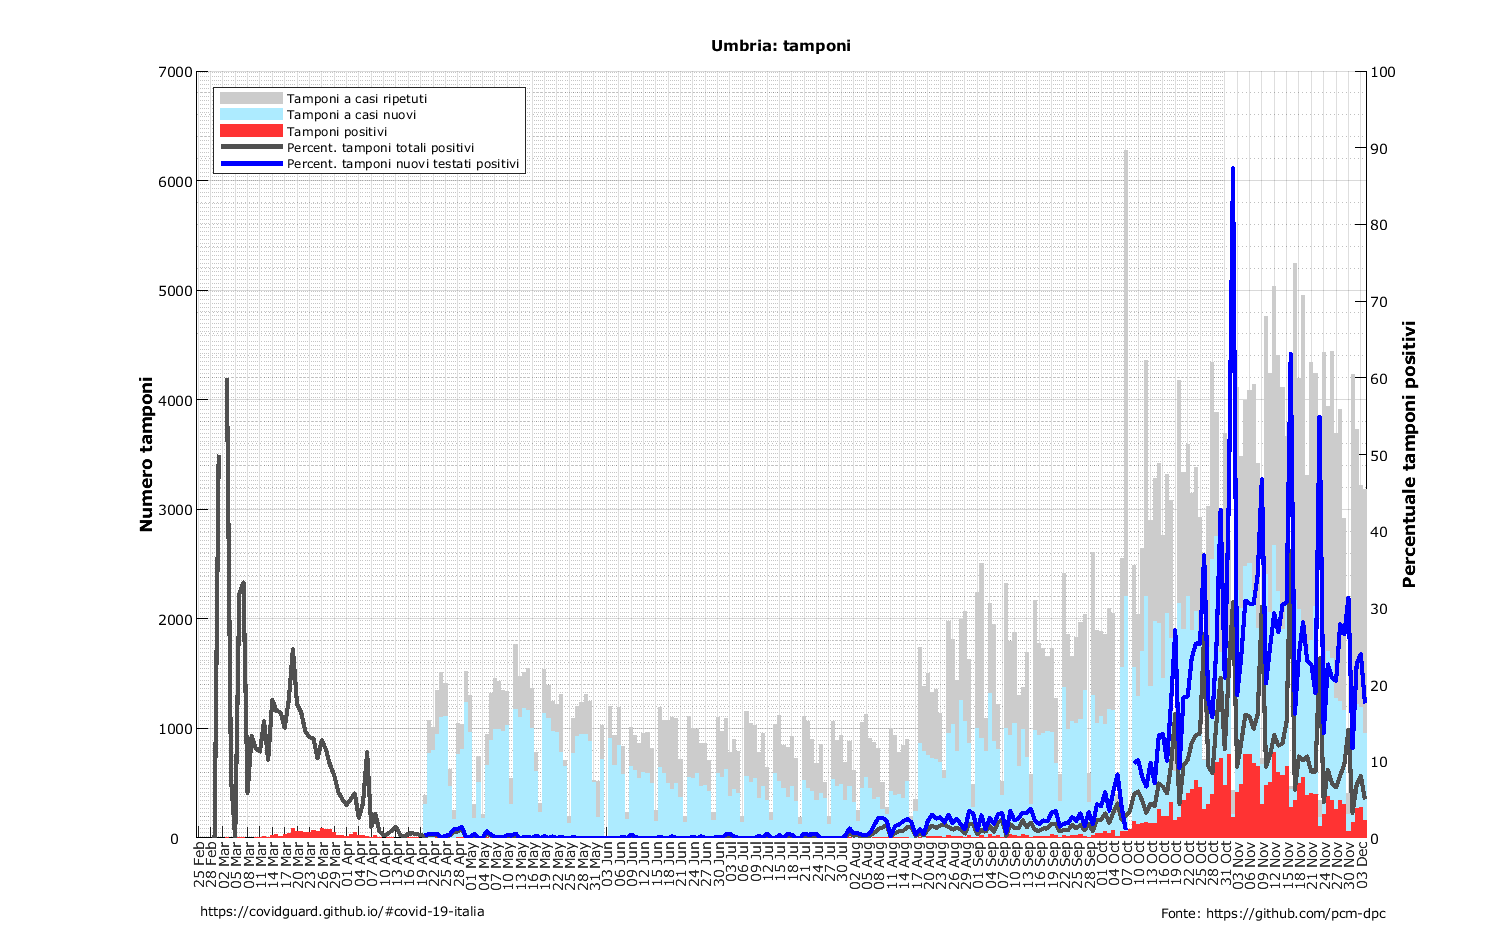 Umbria: tamponi
Tamponi a casi ripetuti
Tamponi a casi nuovi
Tamponi positivi
Percent. tamponi totali positivi
Percent. tamponi nuovi testati positivi
Numero tamponi
7000
6000
5000
4000
3000
2000
1000
0
Percentuale tamponi positivi
100
90
80
70
60
50
40
30
20
10
0
25 Feb
28 Feb
02 Mar
05 Mar
08 Mar
11 Mar
14 Mar
17 Mar
20 Mar
23 Mar
26 Mar
29 Mar
01 Apr
04 Apr
07 Apr
10 Apr
13 Apr
16 Apr
19 Apr
22 Apr
25 Apr
28 Apr
01 May
04 May
07 May
10 May
13 May
16 May
19 May
22 May
25 May
28 May
31 May
03 Jun
06 Jun
09 Jun
12 Jun
15 Jun
18 Jun
21 Jun
24 Jun
27 Jun
30 Jun
03 Jul
06 Jul
09 Jul
12 Jul
15 Jul
18 Jul
21 Jul
24 Jul
27 Jul
30 Jul
02 Aug
05 Aug
08 Aug
11 Aug
14 Aug
17 Aug
20 Aug
23 Aug
26 Aug
29 Aug
01 Sep
04 Sep
07 Sep
10 Sep
13 Sep
16 Sep
19 Sep
22 Sep
25 Sep
28 Sep
01 Oct
04 Oct
07 Oct
10 Oct
13 Oct
16 Oct
19 Oct
22 Oct
25 Oct
28 Oct
31 Oct
03 Nov
06 Nov
09 Nov
12 Nov
15 Nov
18 Nov
21 Nov
24 Nov
27 Nov
30 Nov
03 Dec
https://covidguard.github.io/#covid-19-italia
Fonte: https://github.com/pcm-dpc